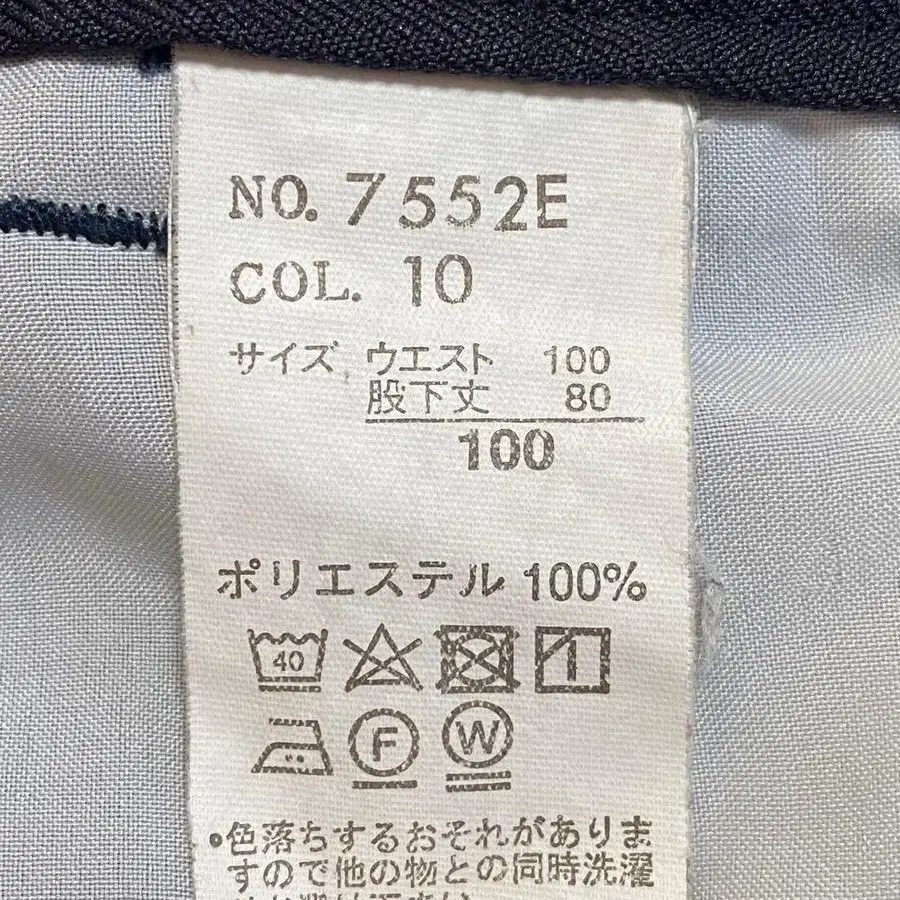 NO. 7552E
COL. 10
サイズ ウエスト 100
股下丈 80
100
ポリエステル 100%
40
F W
•色落ちするおそれがありま
すので他の物との同時洗濯